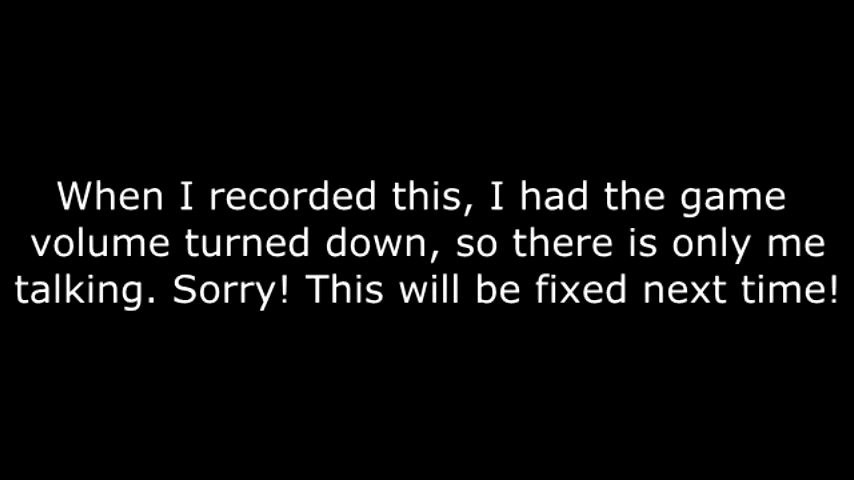 When I recorded this, I had the game
volume turned down, so there is only me
talking. Sorry! This will be fixed next time!